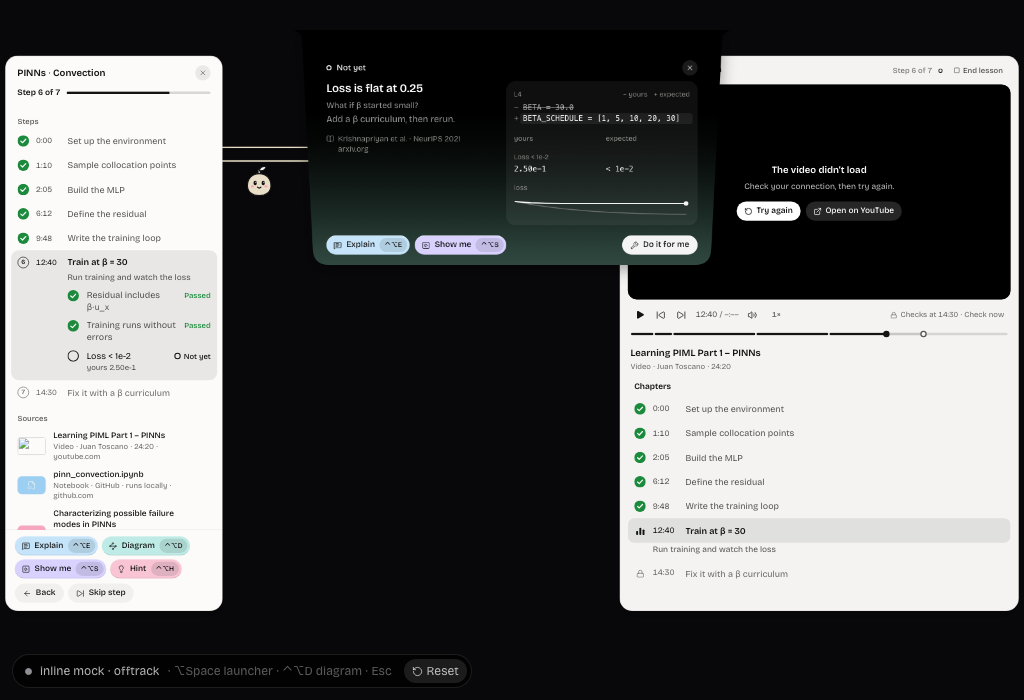 PINNs · Convection
Step 6 of 7
Steps
0:00 Set up the environment
1:10 Sample collocation points
2:05 Build the MLP
6:12 Define the residual
9:48 Write the training loop
6 12:40 Train at β = 30
Run training and watch the loss
Residual includes Passed
β·u_x
Training runs without Passed
errors
Loss < 1e-2 Not yet
yours 2.50e-1
7 14:30 Fix it with a β curriculum
Sources
Learning PIML Part 1 – PINNs
Video · Juan Toscano · 24:20 ·
youtube.com
pinn_convection.ipynb
Notebook · GitHub · runs locally ·
github.com
Characterizing possible failure
modes in PINNs
Explain ⌃⌥E Diagram ⌃⌥D
Show me ⌃⌥S Hint ⌃⌥H
Back Skip step
Not yet
Loss is flat at 0.25
What if β started small?
Add a β curriculum, then rerun.
Krishnapriyan et al. · NeurIPS 2021
arxiv.org
L4 − yours + expected
− BETA = 30.0
+ BETA_SCHEDULE = [1, 5, 10, 20, 30]
yours expected
Loss < 1e-2
2.50e−1 < 1e−2
loss
Explain ⌃⌥E Show me ⌃⌥S Do it for me
Step 6 of 7 End lesson
The video didn't load
Check your connection, then try again.
Try again Open on YouTube
12:40 / –:–– 1× Checks at 14:30 · Check now
Learning PIML Part 1 – PINNs
Video · Juan Toscano · 24:20
Chapters
0:00 Set up the environment
1:10 Sample collocation points
2:05 Build the MLP
6:12 Define the residual
9:48 Write the training loop
12:40 Train at β = 30
Run training and watch the loss
14:30 Fix it with a β curriculum
inline mock · offtrack · ⌥Space launcher · ⌃⌥D diagram · Esc Reset